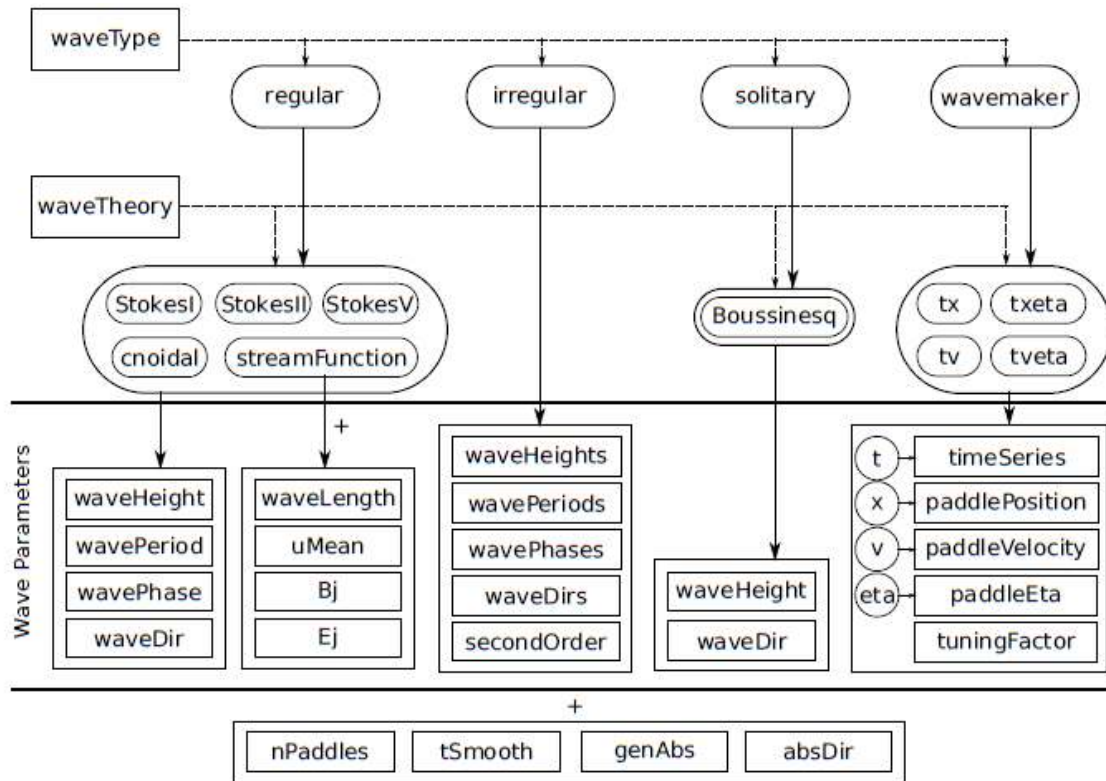 waveType
regular
irregular
solitary
wavemaker
waveTheory
StokesI
StokesII
StokesV
cnoidal
streamFunction
Boussinesq
tx
txeta
tv
tveta
+
Wave Parameters
waveHeight
wavePeriod
wavePhase
waveDir
waveLength
uMean
Bj
Ej
waveHeights
wavePeriods
wavePhases
waveDirs
secondOrder
waveHeight
waveDir
t
timeSeries
x
paddlePosition
v
paddleVelocity
eta
paddleEta
tuningFactor
+
nPaddles
tSmooth
genAbs
absDir